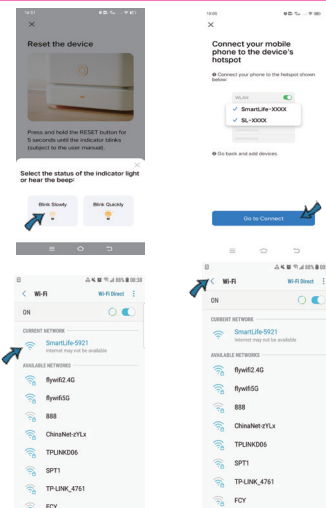 Reset the device
Press and hold the RESET button for
5 seconds until the indicator blinks
(subject to the user manual).
Select the status of the indicator light
or hear the beep:
Blink Slowly
Blink Quickly
Connect your mobile
phone to the device's
hotspot
Connect your phone to the hotspot shown
below:
WLAN
SmartLife-XXXX
SL-XXXX
Go back and add devices.
Go to Connect
Wi-Fi
Wi-Fi Direct
ON
CURRENT NETWORK
SmartLife-5921
Internet may not be available
AVAILABLE NETWORKS
flywifi2.4G
flywifi5G
888
ChinaNet-zYLx
TPLINKD06
SPT1
TP-LINK_4761
FCY
Wi-Fi
Wi-Fi Direct
ON
CURRENT NETWORK
SmartLife-5921
Internet may not be available
AVAILABLE NETWORKS
flywifi2.4G
flywifi5G
888
ChinaNet-zYLx
TPLINKD06
SPT1
TP-LINK_4761
FCY